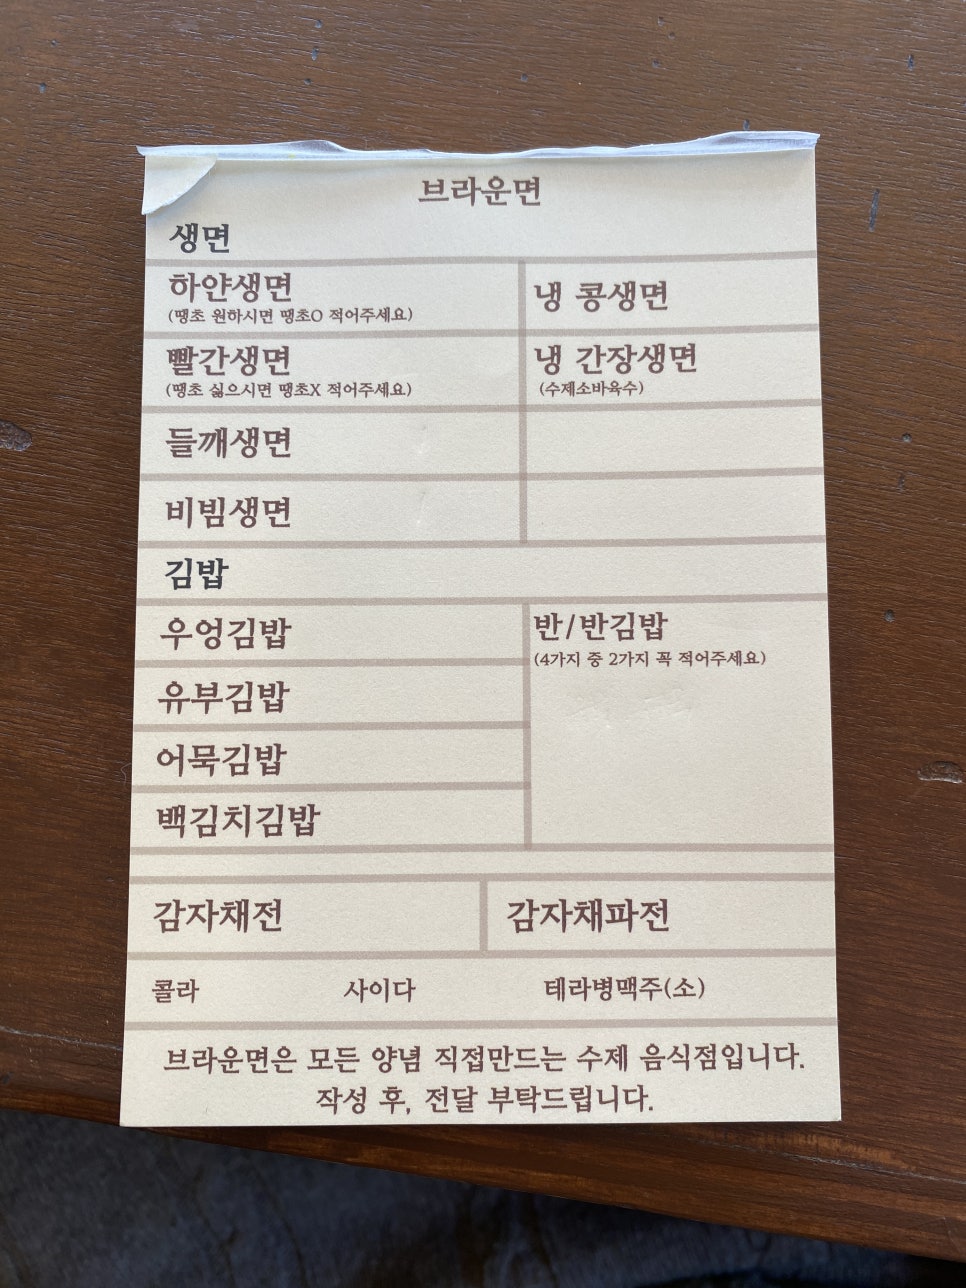 브라운면
생면
하얀생면
(땡초 원하시면 땡초O 적어주세요)
냉 콩생면
빨간생면
(땡초 싫으시면 땡초X 적어주세요)
냉 간장생면
(수제소바육수)
들깨생면
비빔생면
김밥
우엉김밥
반/반김밥
(4가지 중 2가지 꼭 적어주세요)
유부김밥
어묵김밥
백김치김밥
감자채전
감자채파전
콜라 사이다 테라병맥주(소)
브라운면은 모든 양념 직접만드는 수제 음식점입니다.
작성 후, 전달 부탁드립니다.